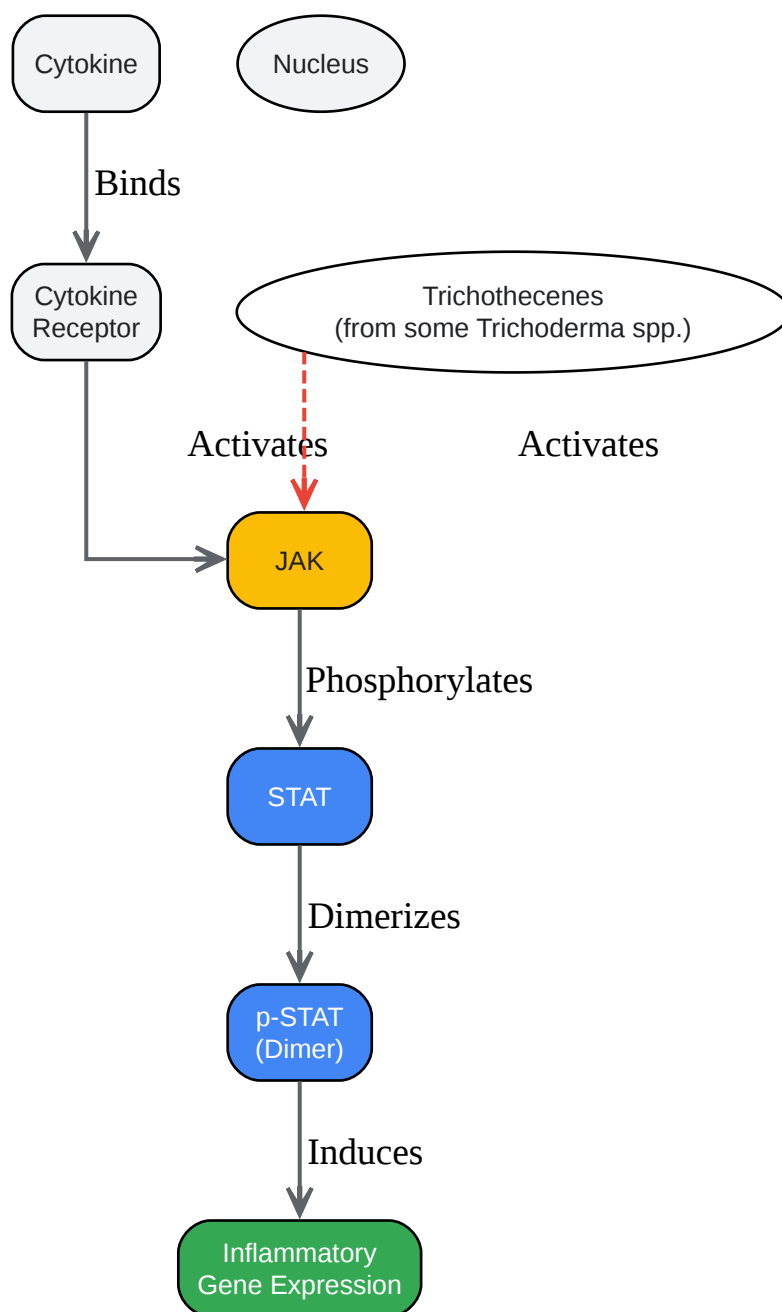 Cytokine
Nucleus
Binds
Cytokine
Receptor
Trichothecenes
(from some Trichoderma spp.)
Activates
Activates
JAK
Phosphorylates
STAT
Dimerizes
p-STAT
(Dimer)
Induces
Inflammatory
Gene Expression